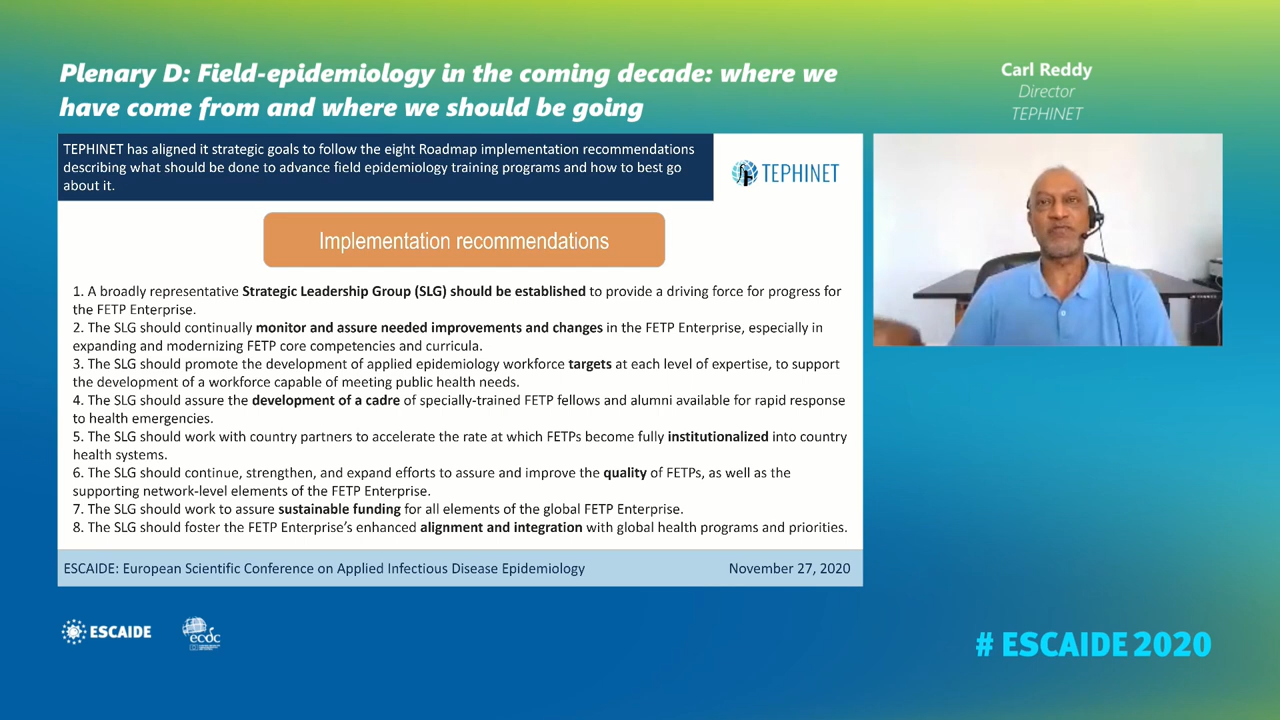 Plenary D: Field-epidemiology in the coming decade: where we
have come from and where we should be going
Carl Reddy
Director
TEPHINET
TEPHINET has aligned it strategic goals to follow the eight Roadmap implementation recommendations
describing what should be done to advance field epidemiology training programs and how to best go
about it.
TEPHINET
Implementation recommendations
1. A broadly representative Strategic Leadership Group (SLG) should be established to provide a driving force for progress for
the FETP Enterprise.
2. The SLG should continually monitor and assure needed improvements and changes in the FETP Enterprise, especially in
expanding and modernizing FETP core competencies and curricula.
3. The SLG should promote the development of applied epidemiology workforce targets at each level of expertise, to support
the development of a workforce capable of meeting public health needs.
4. The SLG should assure the development of a cadre of specially-trained FETP fellows and alumni available for rapid response
to health emergencies.
5. The SLG should work with country partners to accelerate the rate at which FETPs become fully institutionalized into country
health systems.
6. The SLG should continue, strengthen, and expand efforts to assure and improve the quality of FETPs, as well as the
supporting network-level elements of the FETP Enterprise.
7. The SLG should work to assure sustainable funding for all elements of the global FETP Enterprise.
8. The SLG should foster the FETP Enterprise's enhanced alignment and integration with global health programs and priorities.
ESCAIDE: European Scientific Conference on Applied Infectious Disease Epidemiology
November 27, 2020
ESCAIDE
ecdc
# ESCAIDE 2020